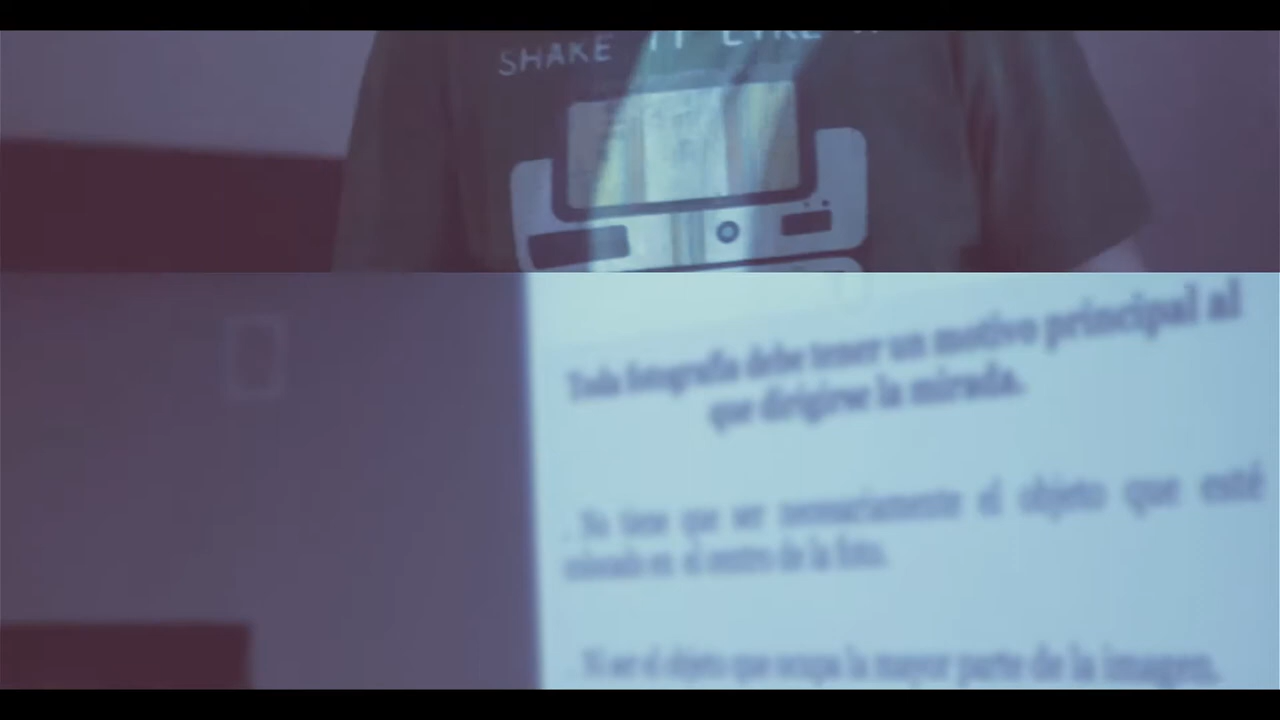 SHAKE IT LIKE
Toda fotografía debe tener un motivo principal al
que dirigirse la mirada.
. No tiene que ser necesariamente el objeto que esté
colocado en el centro de la foto.
. Ni ser el objeto que ocupa la mayor parte de la imagen.